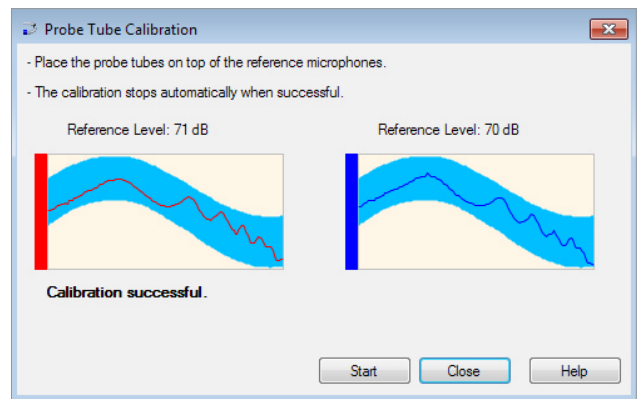 Probe Tube Calibration
- Place the probe tubes on top of the reference microphones.
- The calibration stops automatically when successful.
Reference Level: 71 dB
Reference Level: 70 dB
Calibration successful.
Start
Close
Help